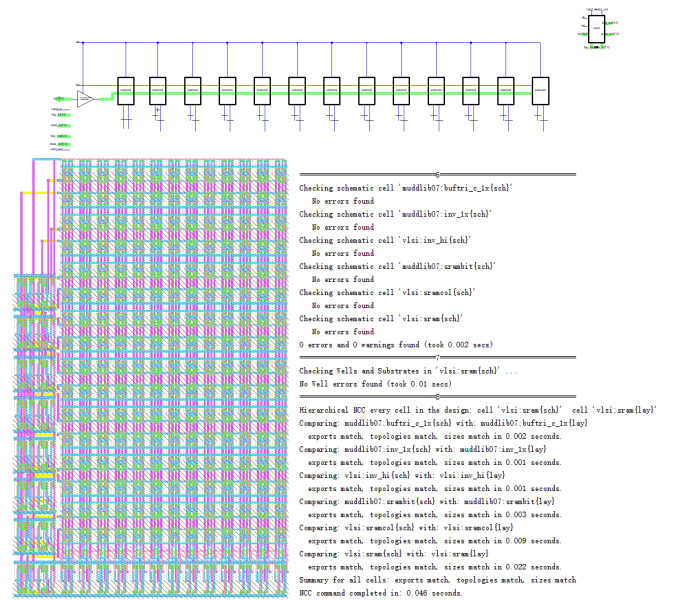 6
Checking schematic cell 'muddlib07:buftri_c_1x{sch}'
No errors found
Checking schematic cell 'muddlib07:inv_1x{sch}'
No errors found
Checking schematic cell 'vlsi:inv_hi{sch}'
No errors found
Checking schematic cell 'muddlib07:srambit{sch}'
No errors found
Checking schematic cell 'vlsi:sramcol{sch}'
No errors found
Checking schematic cell 'vlsi:sram{sch}'
No errors found
0 errors and 0 warnings found (took 0.002 secs)
7
Checking Wells and Substrates in 'vlsi:sram{sch}' ...
No Well errors found (took 0.01 secs)
8
Hierarchical NCC every cell in the design: cell 'vlsi:sram{sch}' cell 'vlsi:sram{lay}'
Comparing: muddlib07:buftri_c_1x{sch} with: muddlib07:buftri_c_1x{lay}
exports match, topologies match, sizes match in 0.002 seconds.
Comparing: muddlib07:inv_1x{sch} with: muddlib07:inv_1x{lay}
exports match, topologies match, sizes match in 0.001 seconds.
Comparing: vlsi:inv_hi{sch} with: vlsi:inv_hi{lay}
exports match, topologies match, sizes match in 0.001 seconds.
Comparing: muddlib07:srambit{sch} with: muddlib07:srambit{lay}
exports match, topologies match, sizes match in 0.003 seconds.
Comparing: vlsi:sramcol{sch} with: vlsi:sramcol{lay}
exports match, topologies match, sizes match in 0.009 seconds.
Comparing: vlsi:sram{sch} with: vlsi:sram{lay}
exports match, topologies match, sizes match in 0.022 seconds.
Summary for all cells: exports match, topologies match, sizes match
NCC command completed in: 0.046 seconds.